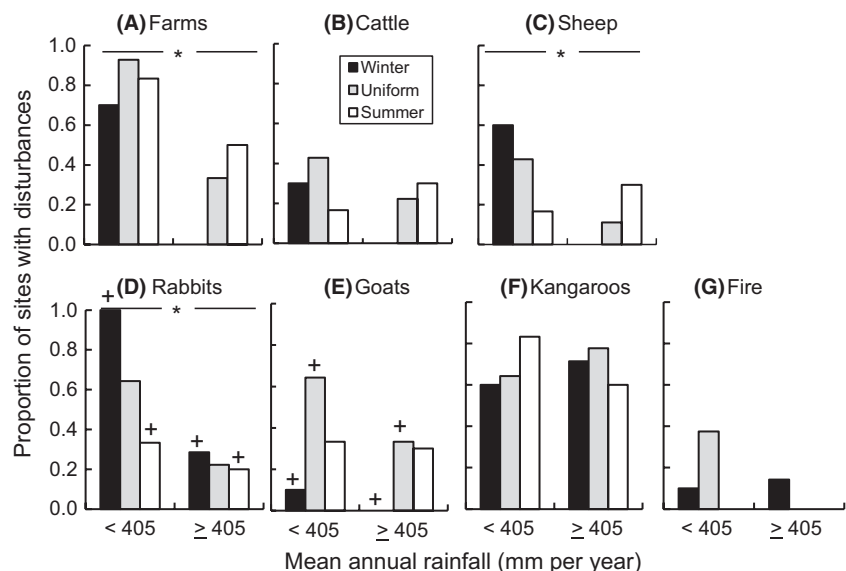 (A) Farms
(B) Cattle
(C) Sheep
1.0
0.8
0.6
0.4
0.2
0.0
*
*
Winter
Uniform
Summer
(D) Rabbits
(E) Goats
(F) Kangaroos
(G) Fire
1.0
0.8
0.6
0.4
0.2
0.0
+
*
+
+
+
+
+
+
+
< 405
≥ 405
< 405
≥ 405
< 405
≥ 405
< 405
≥ 405
Proportion of sites with disturbances
Mean annual rainfall (mm per year)